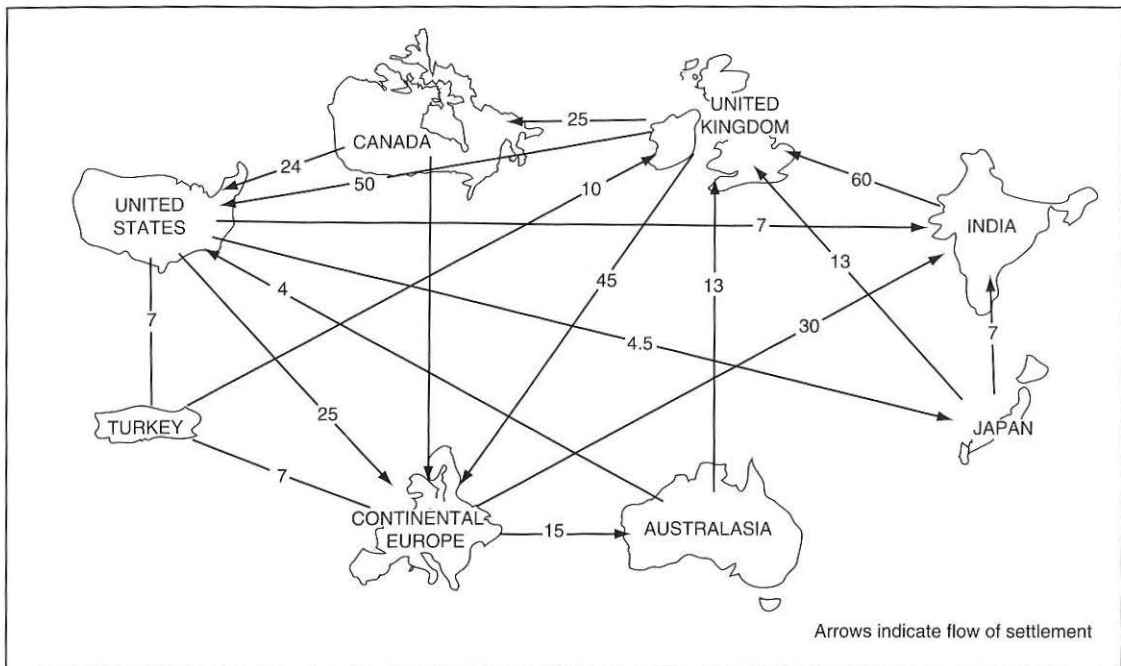 CANADA
25
UNITED
KINGDOM
24
50
10
60
UNITED
STATES
7
INDIA
45
13
4
13
7
30
7
4.5
25
TURKEY
JAPAN
7
CONTINENTAL
EUROPE
15
AUSTRALASIA
Arrows indicate flow of settlement